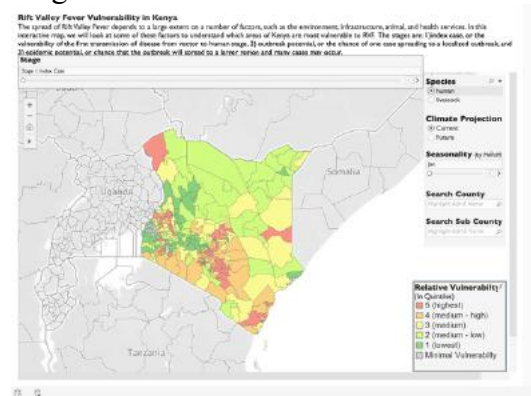 Rift Valley Fever Vulnerability in Kenya
The spread of Rift Valley Fever depends to a large extent on a number of factors, such as the environment, infrastructure, animal, and health services. In this
interactive map, we will look at some of these factors to understand which areas of Kenya are most vulnerable to RVF. The stages are: 1)index case, or the
vulnerability of the first transmission of disease from vector to human stage, 2) outbreak potential, or the chance of one case spreading to a localized outbreak, and
3) epidemic potential, or chance that the outbreak will spread to a larger region and many cases may occur.
Stage
Stage 1: Index Case
Species
human
livestock
Climate Projection
Current
Future
Seasonality (by Month)
Jan
Search County
Search Sub County
Uganda
Somalia
Tanzania
Relative Vulnerability
(In Quintiles)
5 (highest)
4 (medium - high)
3 (medium)
2 (medium - low)
1 (lowest)
Minimal Vulnerability